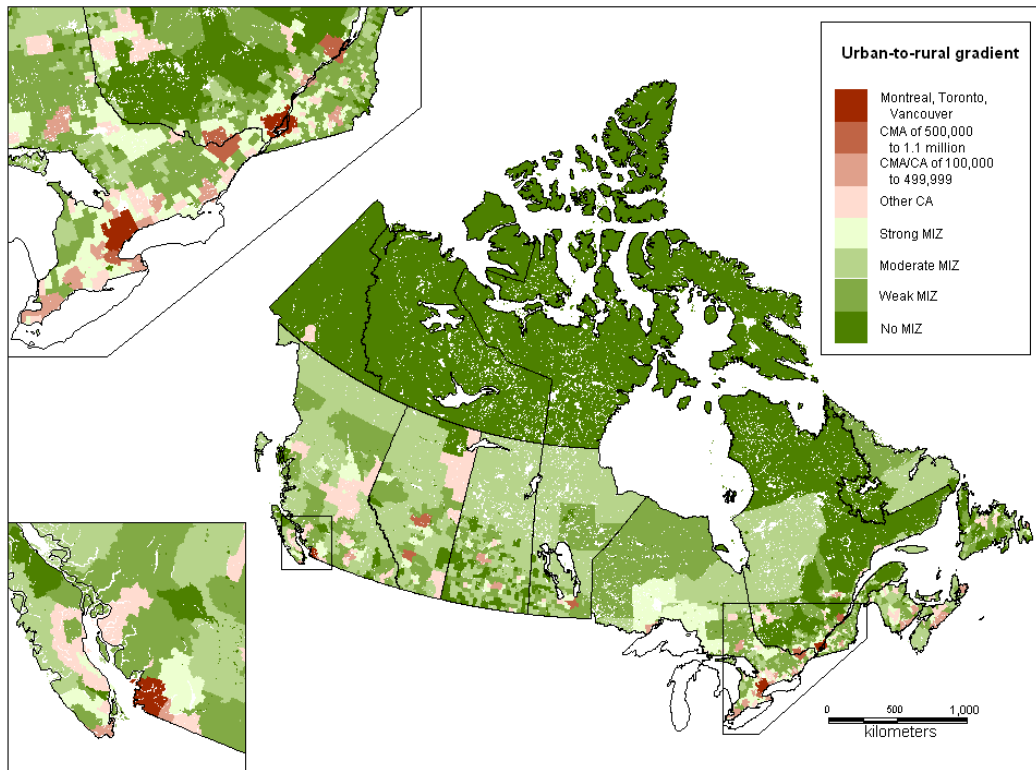 Urban-to-rural gradient
Montreal, Toronto,
Vancouver
CMA of 500,000
to 1.1 million
CMA/CA of 100,000
to 499,999
Other CA
Strong MIZ
Moderate MIZ
Weak MIZ
No MIZ
0 500 1,000
kilometers